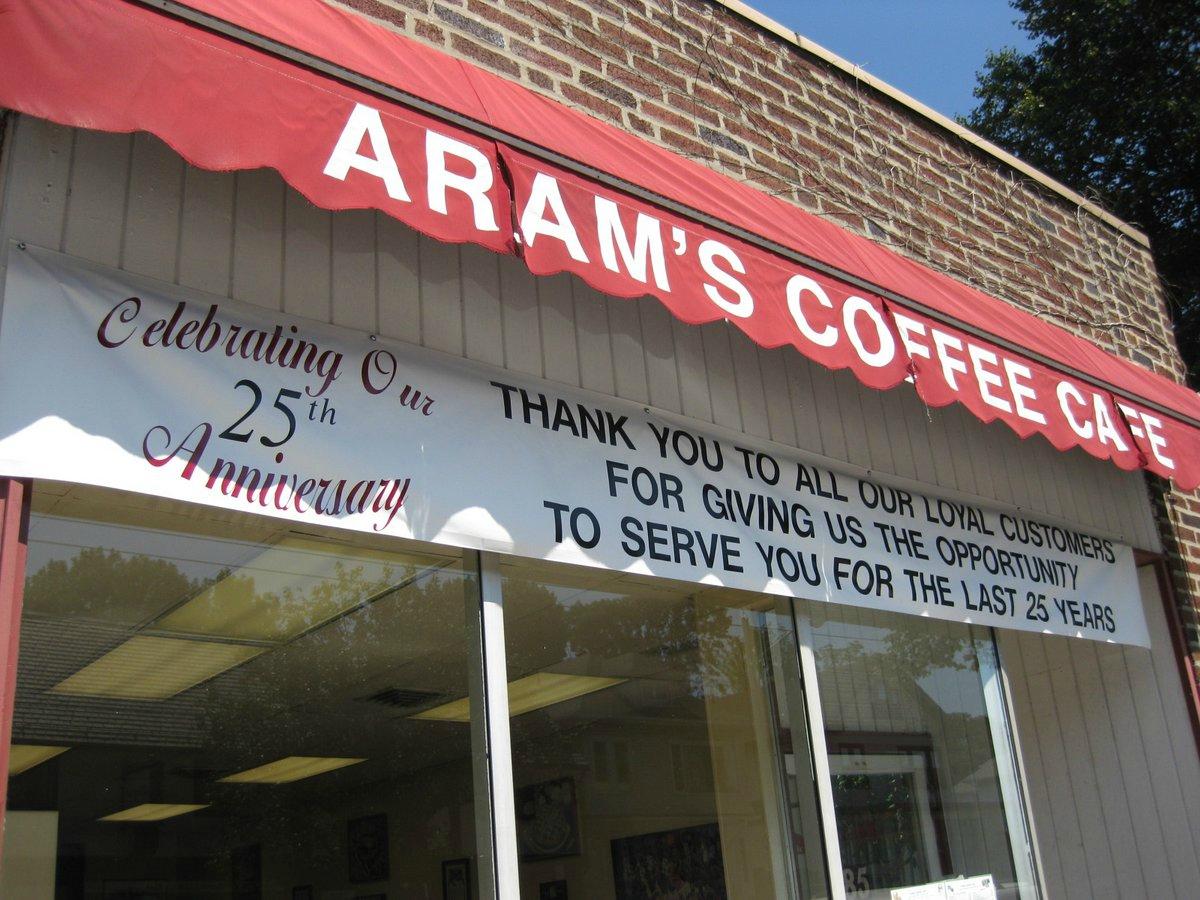 ARAM'S COFFEE CAFE
Celebrating Our
25th
Anniversary
THANK YOU TO ALL OUR LOYAL CUSTOMERS
FOR GIVING US THE OPPORTUNITY
TO SERVE YOU FOR THE LAST 25 YEARS